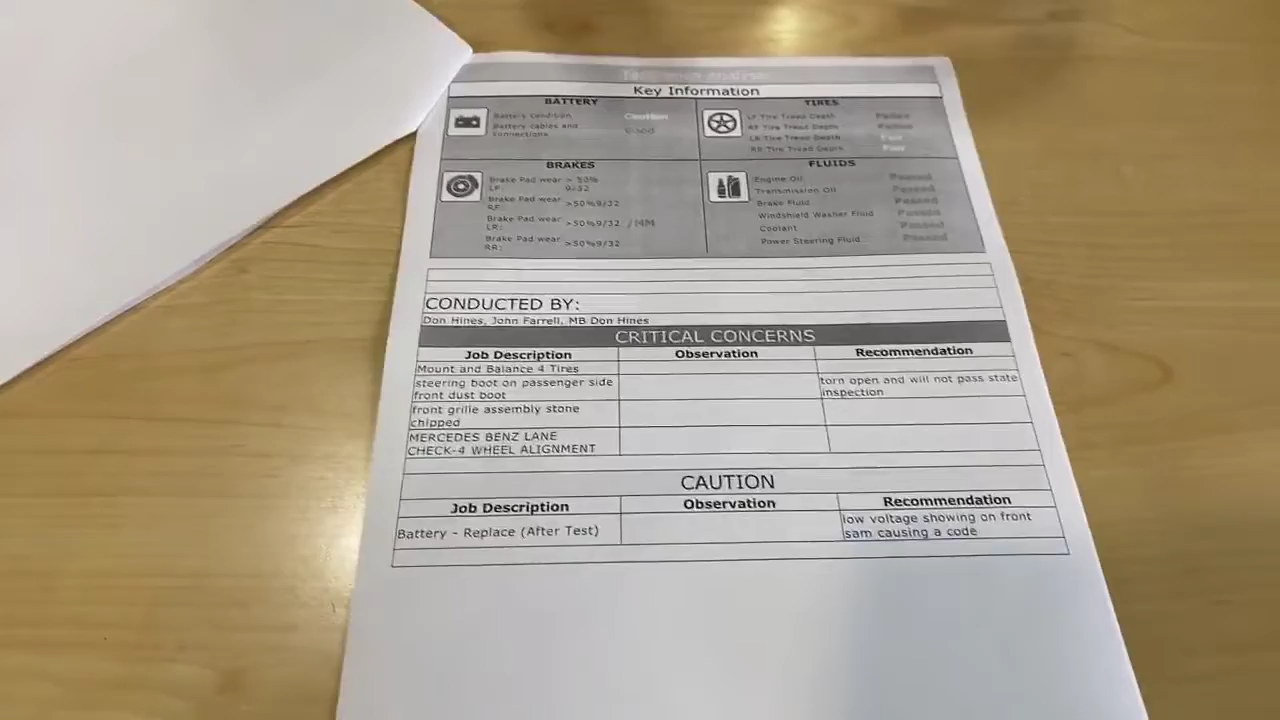 Key Information
BATTERY
Battery Condition Caution
Battery cables and connections Good
TIRES
LF Tire Tread Depth
RF Tire Tread Depth
LR Tire Tread Depth
RR Tire Tread Depth
BRAKES
Brake Pad wear > 50%
LF: 9/32
Brake Pad wear >50%9/32
RF:
Brake Pad wear >50%9/32
LR:
Brake Pad wear >50%9/32
RR:
FLUIDS
Engine Oil Passed
Transmission Oil Passed
Brake Fluid Passed
Windshield Washer Fluid Passed
Coolant Passed
Power Steering Fluid Passed
CONDUCTED BY:
Don Hines, John Farrell, MB Don Hines
CRITICAL CONCERNS
Job Description Observation Recommendation
Mount and Balance 4 Tires
steering boot on passenger side
front dust boot
torn open and will not pass state
inspection
front grille assembly stone
chipped
MERCEDES BENZ LANE
CHECK-4 WHEEL ALIGNMENT
CAUTION
Job Description Observation Recommendation
Battery - Replace (After Test)
low voltage showing on front
sam causing a code